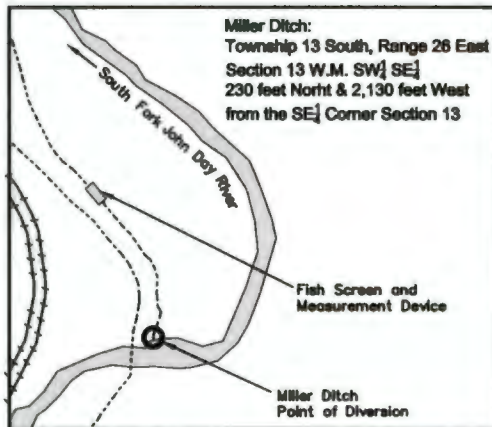 Miller Ditch:
Township 13 South, Range 26 East
Section 13 W.M. SW¼ SE¼
230 feet Norht & 2,130 feet West
from the SE¼ Corner Section 13
South Fork John Day River
Fish Screen and
Measurement Device
Miller Ditch
Point of Diversion